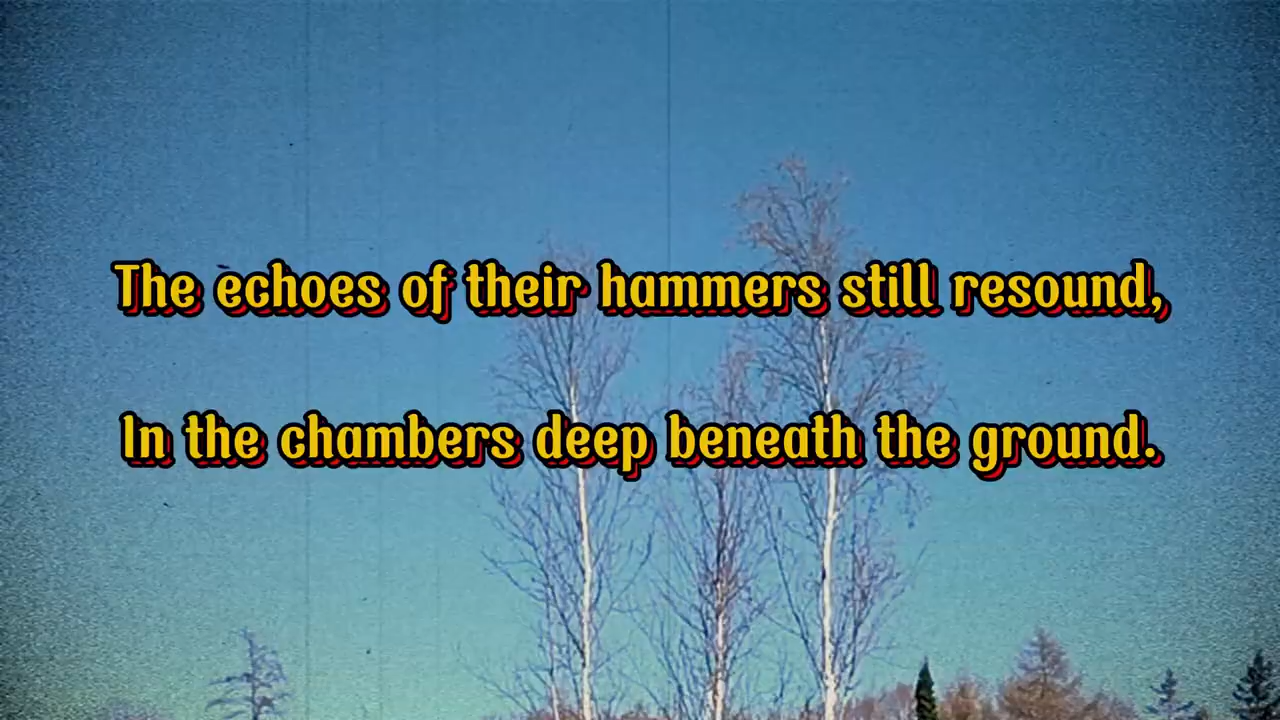 The echoes of their hammers still resound,
In the chambers deep beneath the ground.